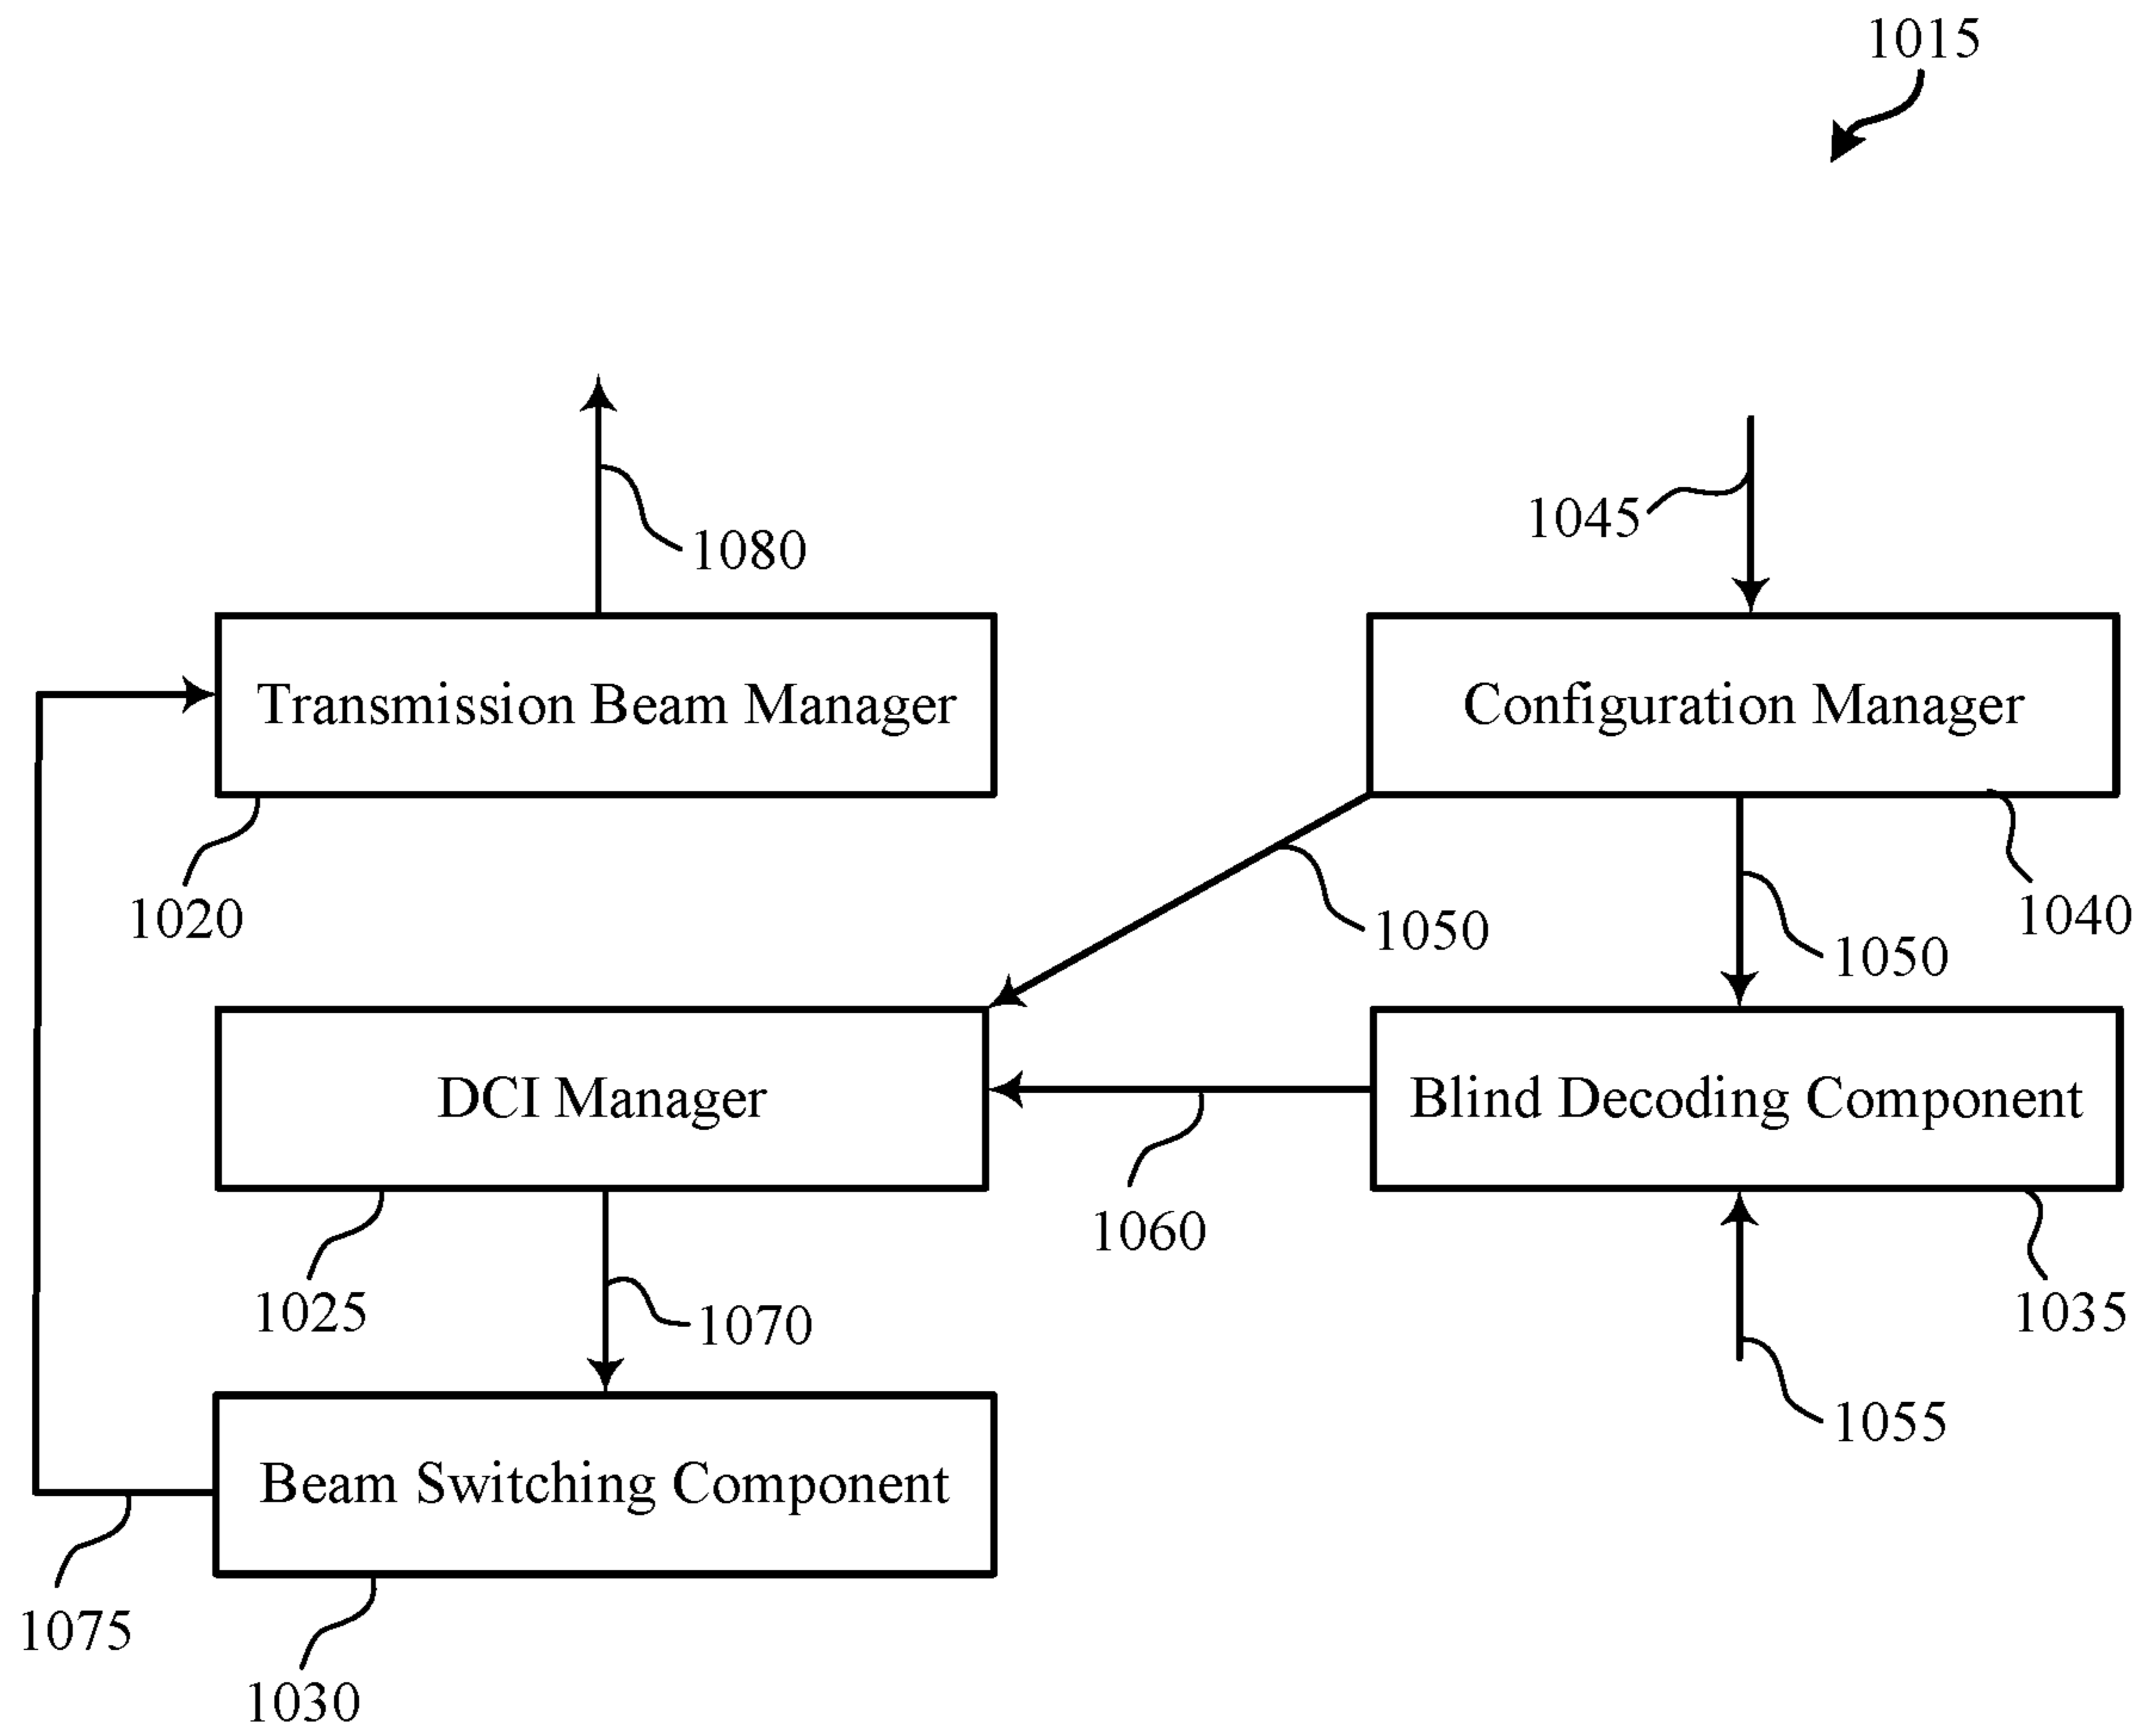 1015
1045
1080
Transmission Beam Manager
Configuration Manager
1020
1050
1040
1050
DCI Manager
Blind Decoding Component
1060
1025
1070
1035
1055
Beam Switching Component
1075
1030